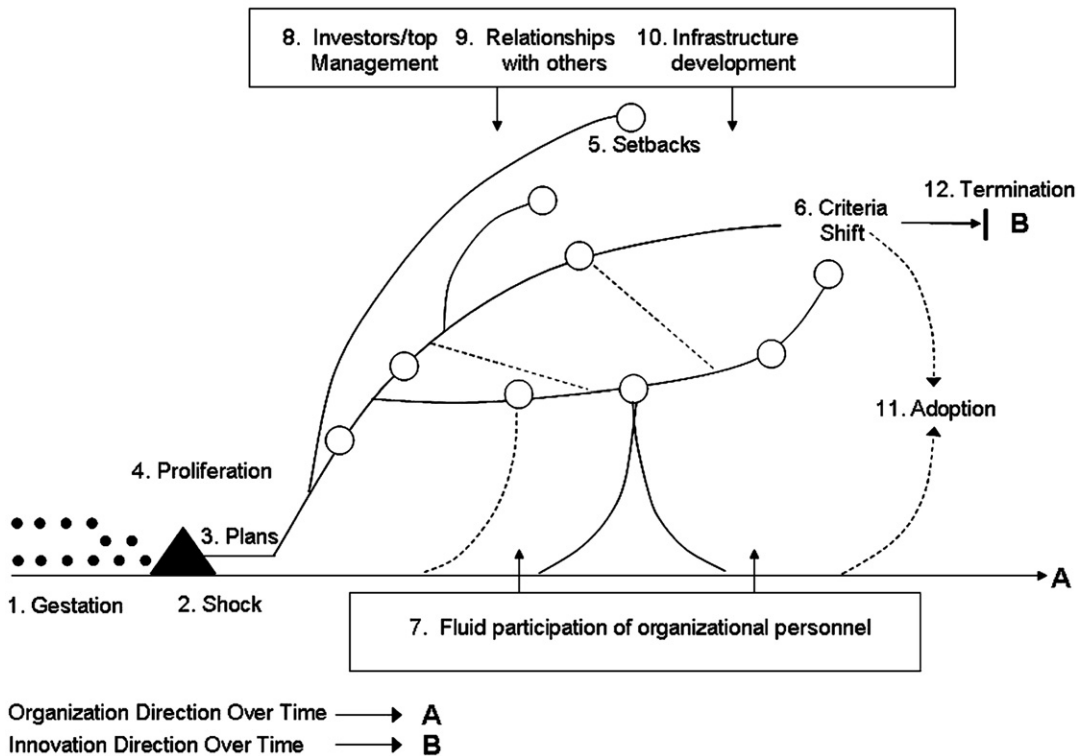 8. Investors/top Management
9. Relationships with others
10. Infrastructure development
5. Setbacks
12. Termination
6. Criteria Shift
B
11. Adoption
4. Proliferation
3. Plans
A
1. Gestation
2. Shock
7. Fluid participation of organizational personnel
Organization Direction Over Time A
Innovation Direction Over Time B